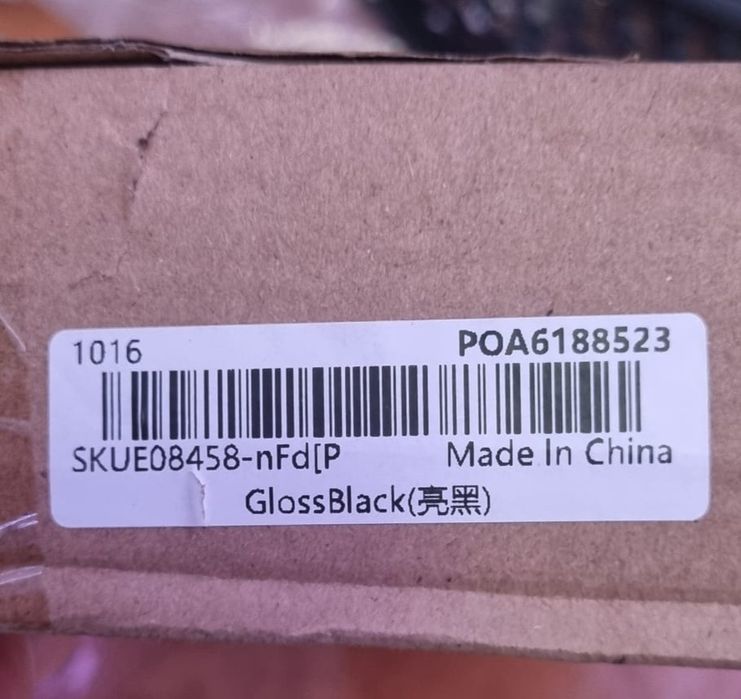 1016 POA6188523
SKUE08458-nFd[P Made In China
GlossBlack(亮黑)